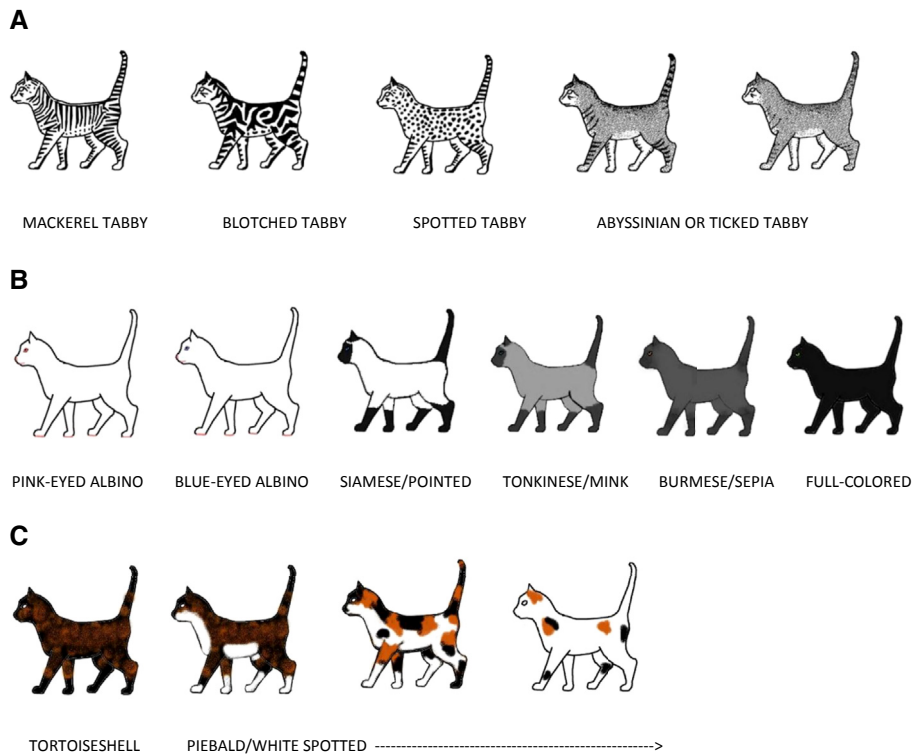 A
MACKEREL TABBY BLOTCHED TABBY SPOTTED TABBY ABYSSINIAN OR TICKED TABBY
B
PINK-EYED ALBINO BLUE-EYED ALBINO SIAMESE/POINTED TONKINESE/MINK BURMESE/SEPIA FULL-COLORED
C
TORTOISESHELL PIEBALD/WHITE SPOTTED ----------------------------------------------------->